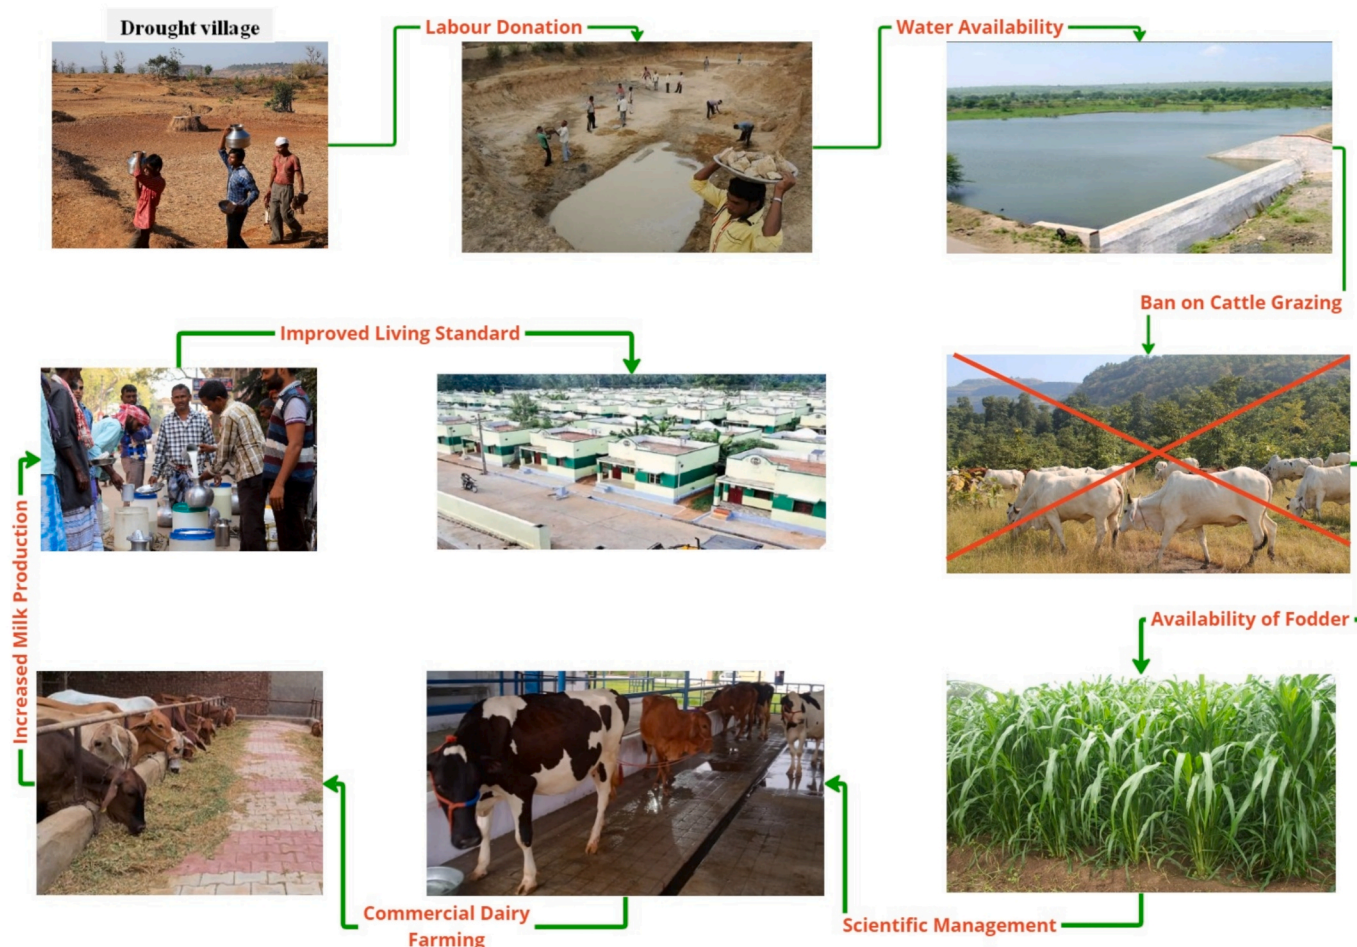 Drought village
Labour Donation
Water Availability
Ban on Cattle Grazing
Improved Living Standard
Increased Milk Production
Availability of Fodder
Commercial Dairy
Farming
Scientific Management